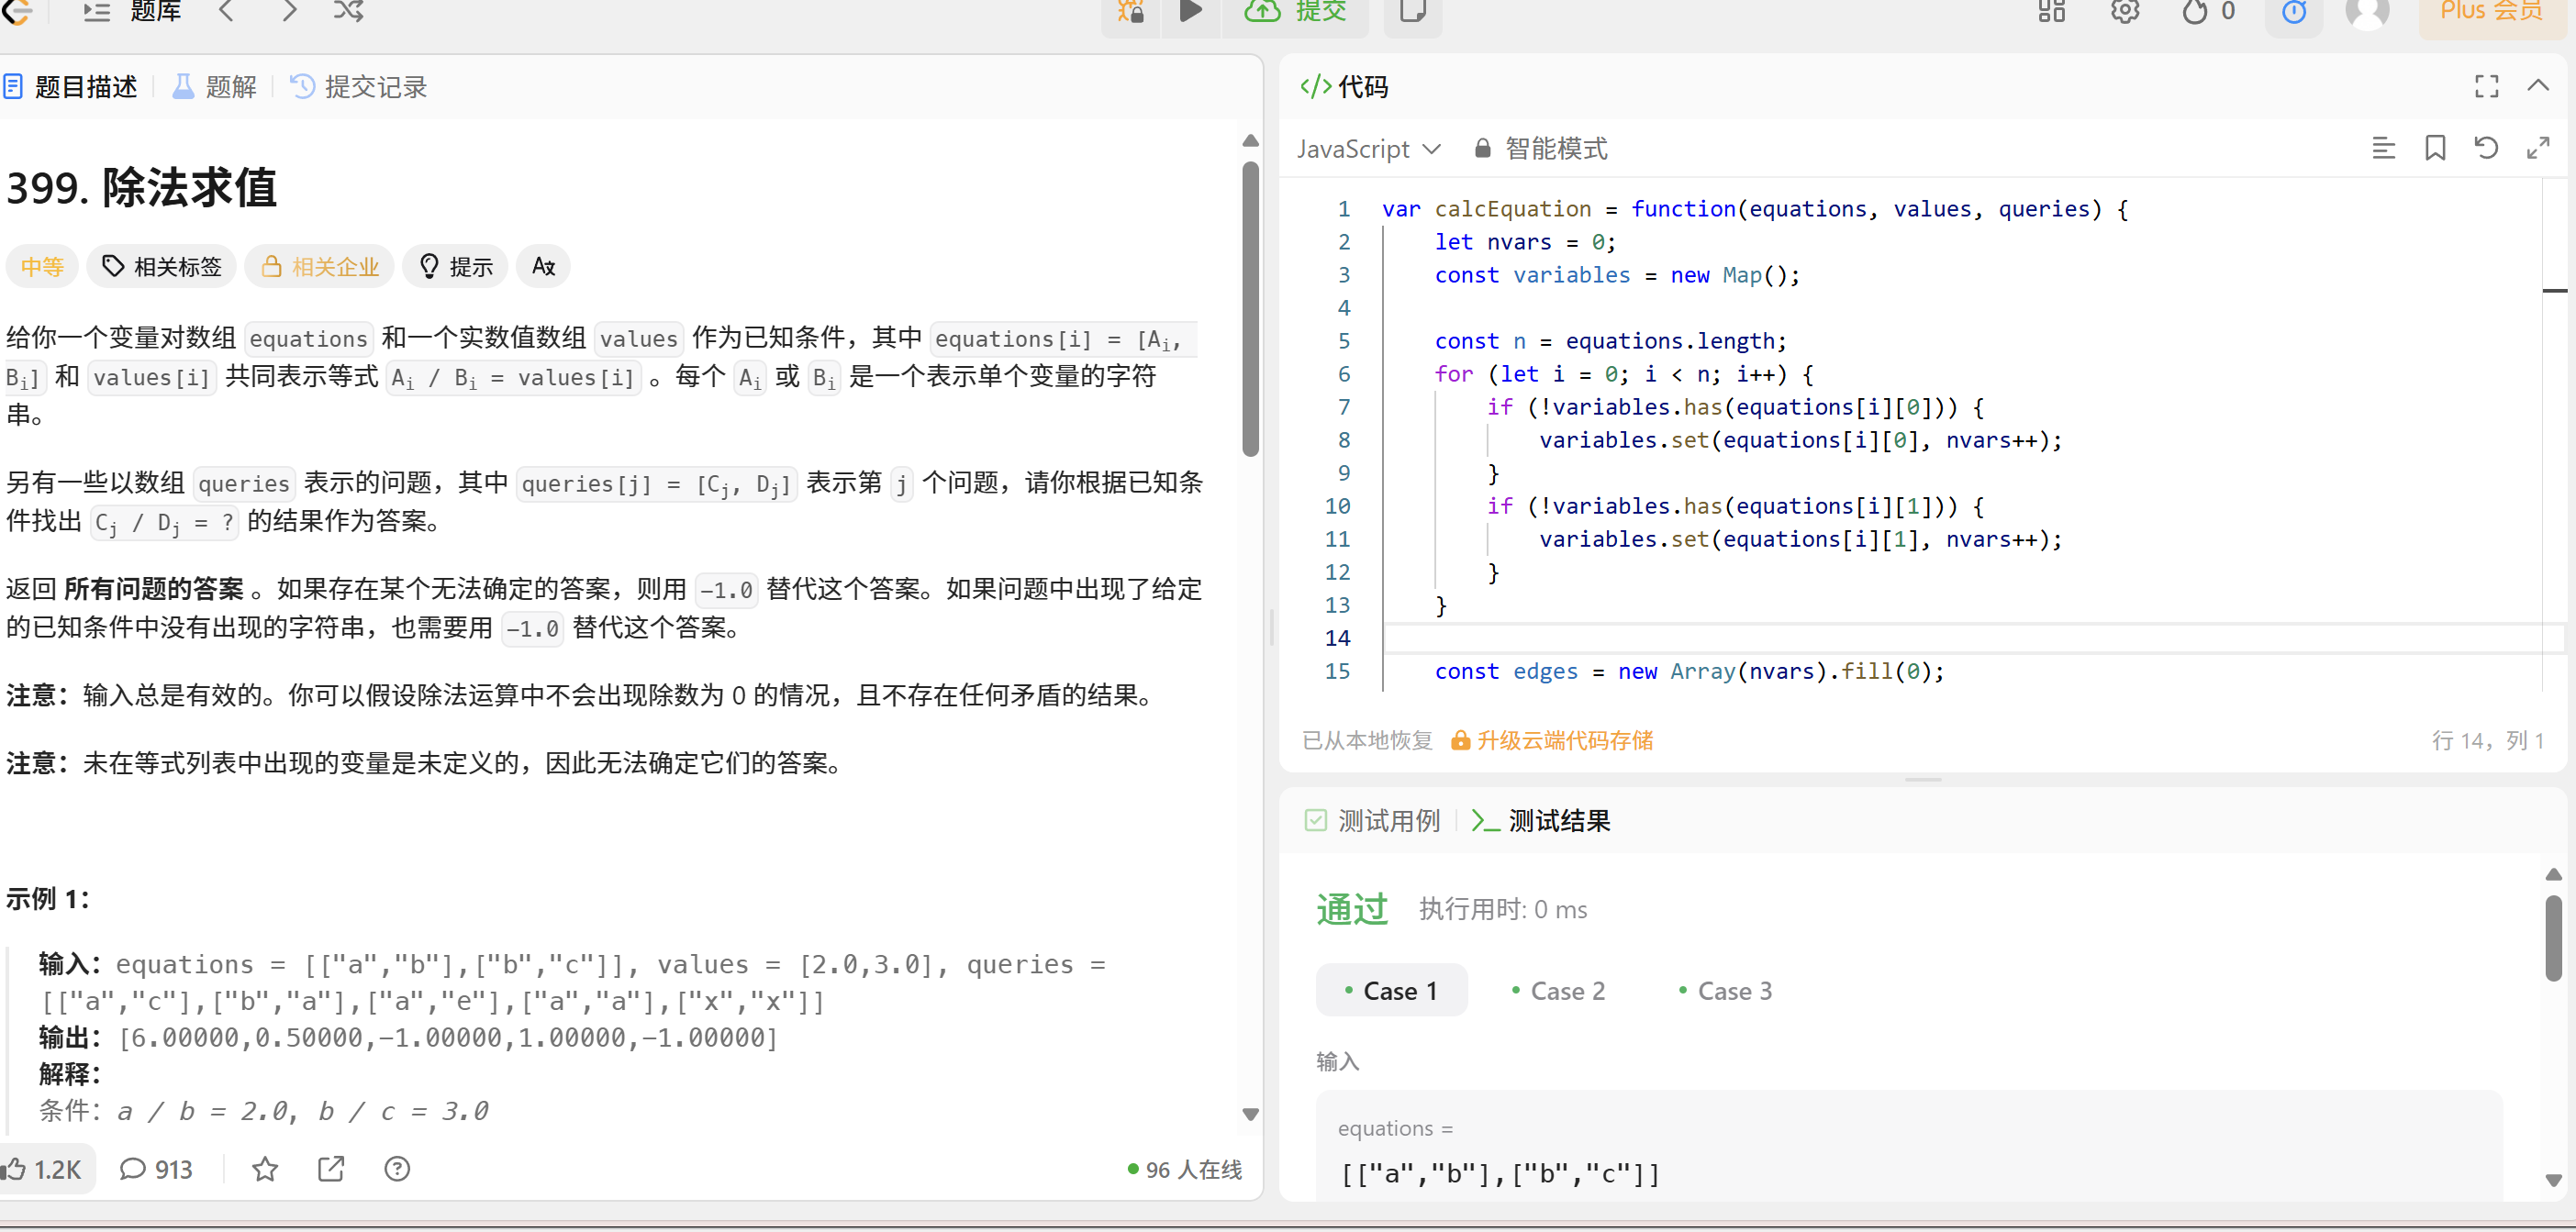 题库
提交
0
Plus 会员
题目描述
题解
提交记录
399. 除法求值
中等
相关标签
相关企业
提示
给你一个变量对数组 equations 和一个实数值数组 values 作为已知条件，其中 equations[i] = [Ai,
Bi] 和 values[i] 共同表示等式 Ai / Bi = values[i] 。每个 Ai 或 Bi 是一个表示单个变量的字符
串。
另有一些以数组 queries 表示的问题，其中 queries[j] = [Cj, Dj] 表示第 j 个问题，请你根据已知条
件找出 Cj / Dj = ? 的结果作为答案。
返回 所有问题的答案 。如果存在某个无法确定的答案，则用 -1.0 替代这个答案。如果问题中出现了给定
的已知条件中没有出现的字符串，也需要用 -1.0 替代这个答案。
注意：输入总是有效的。你可以假设除法运算中不会出现除数为 0 的情况，且不存在任何矛盾的结果。
注意：未在等式列表中出现的变量是未定义的，因此无法确定它们的答案。
示例 1：
输入：equations = [["a","b"],["b","c"]], values = [2.0,3.0], queries =
[["a","c"],["b","a"],["a","e"],["a","a"],["x","x"]]
输出：[6.00000,0.50000,-1.00000,1.00000,-1.00000]
解释：
条件：a / b = 2.0, b / c = 3.0
1.2K
913
96 人在线
</> 代码
JavaScript
智能模式
1 var calcEquation = function(equations, values, queries) {
2 let nvars = 0;
3 const variables = new Map();
4
5 const n = equations.length;
6 for (let i = 0; i < n; i++) {
7 if (!variables.has(equations[i][0])) {
8 variables.set(equations[i][0], nvars++);
9 }
10 if (!variables.has(equations[i][1])) {
11 variables.set(equations[i][1], nvars++);
12 }
13 }
14
15 const edges = new Array(nvars).fill(0);
已从本地恢复
升级云端代码存储
行 14，列 1
测试用例
测试结果
通过
执行用时: 0 ms
Case 1
Case 2
Case 3
输入
equations =
[["a","b"],["b","c"]]